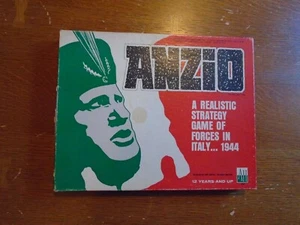 ANZIO
A REALISTIC
STRATEGY
GAME OF
FORCES IN
ITALY... 1944
12 YEARS AND UP